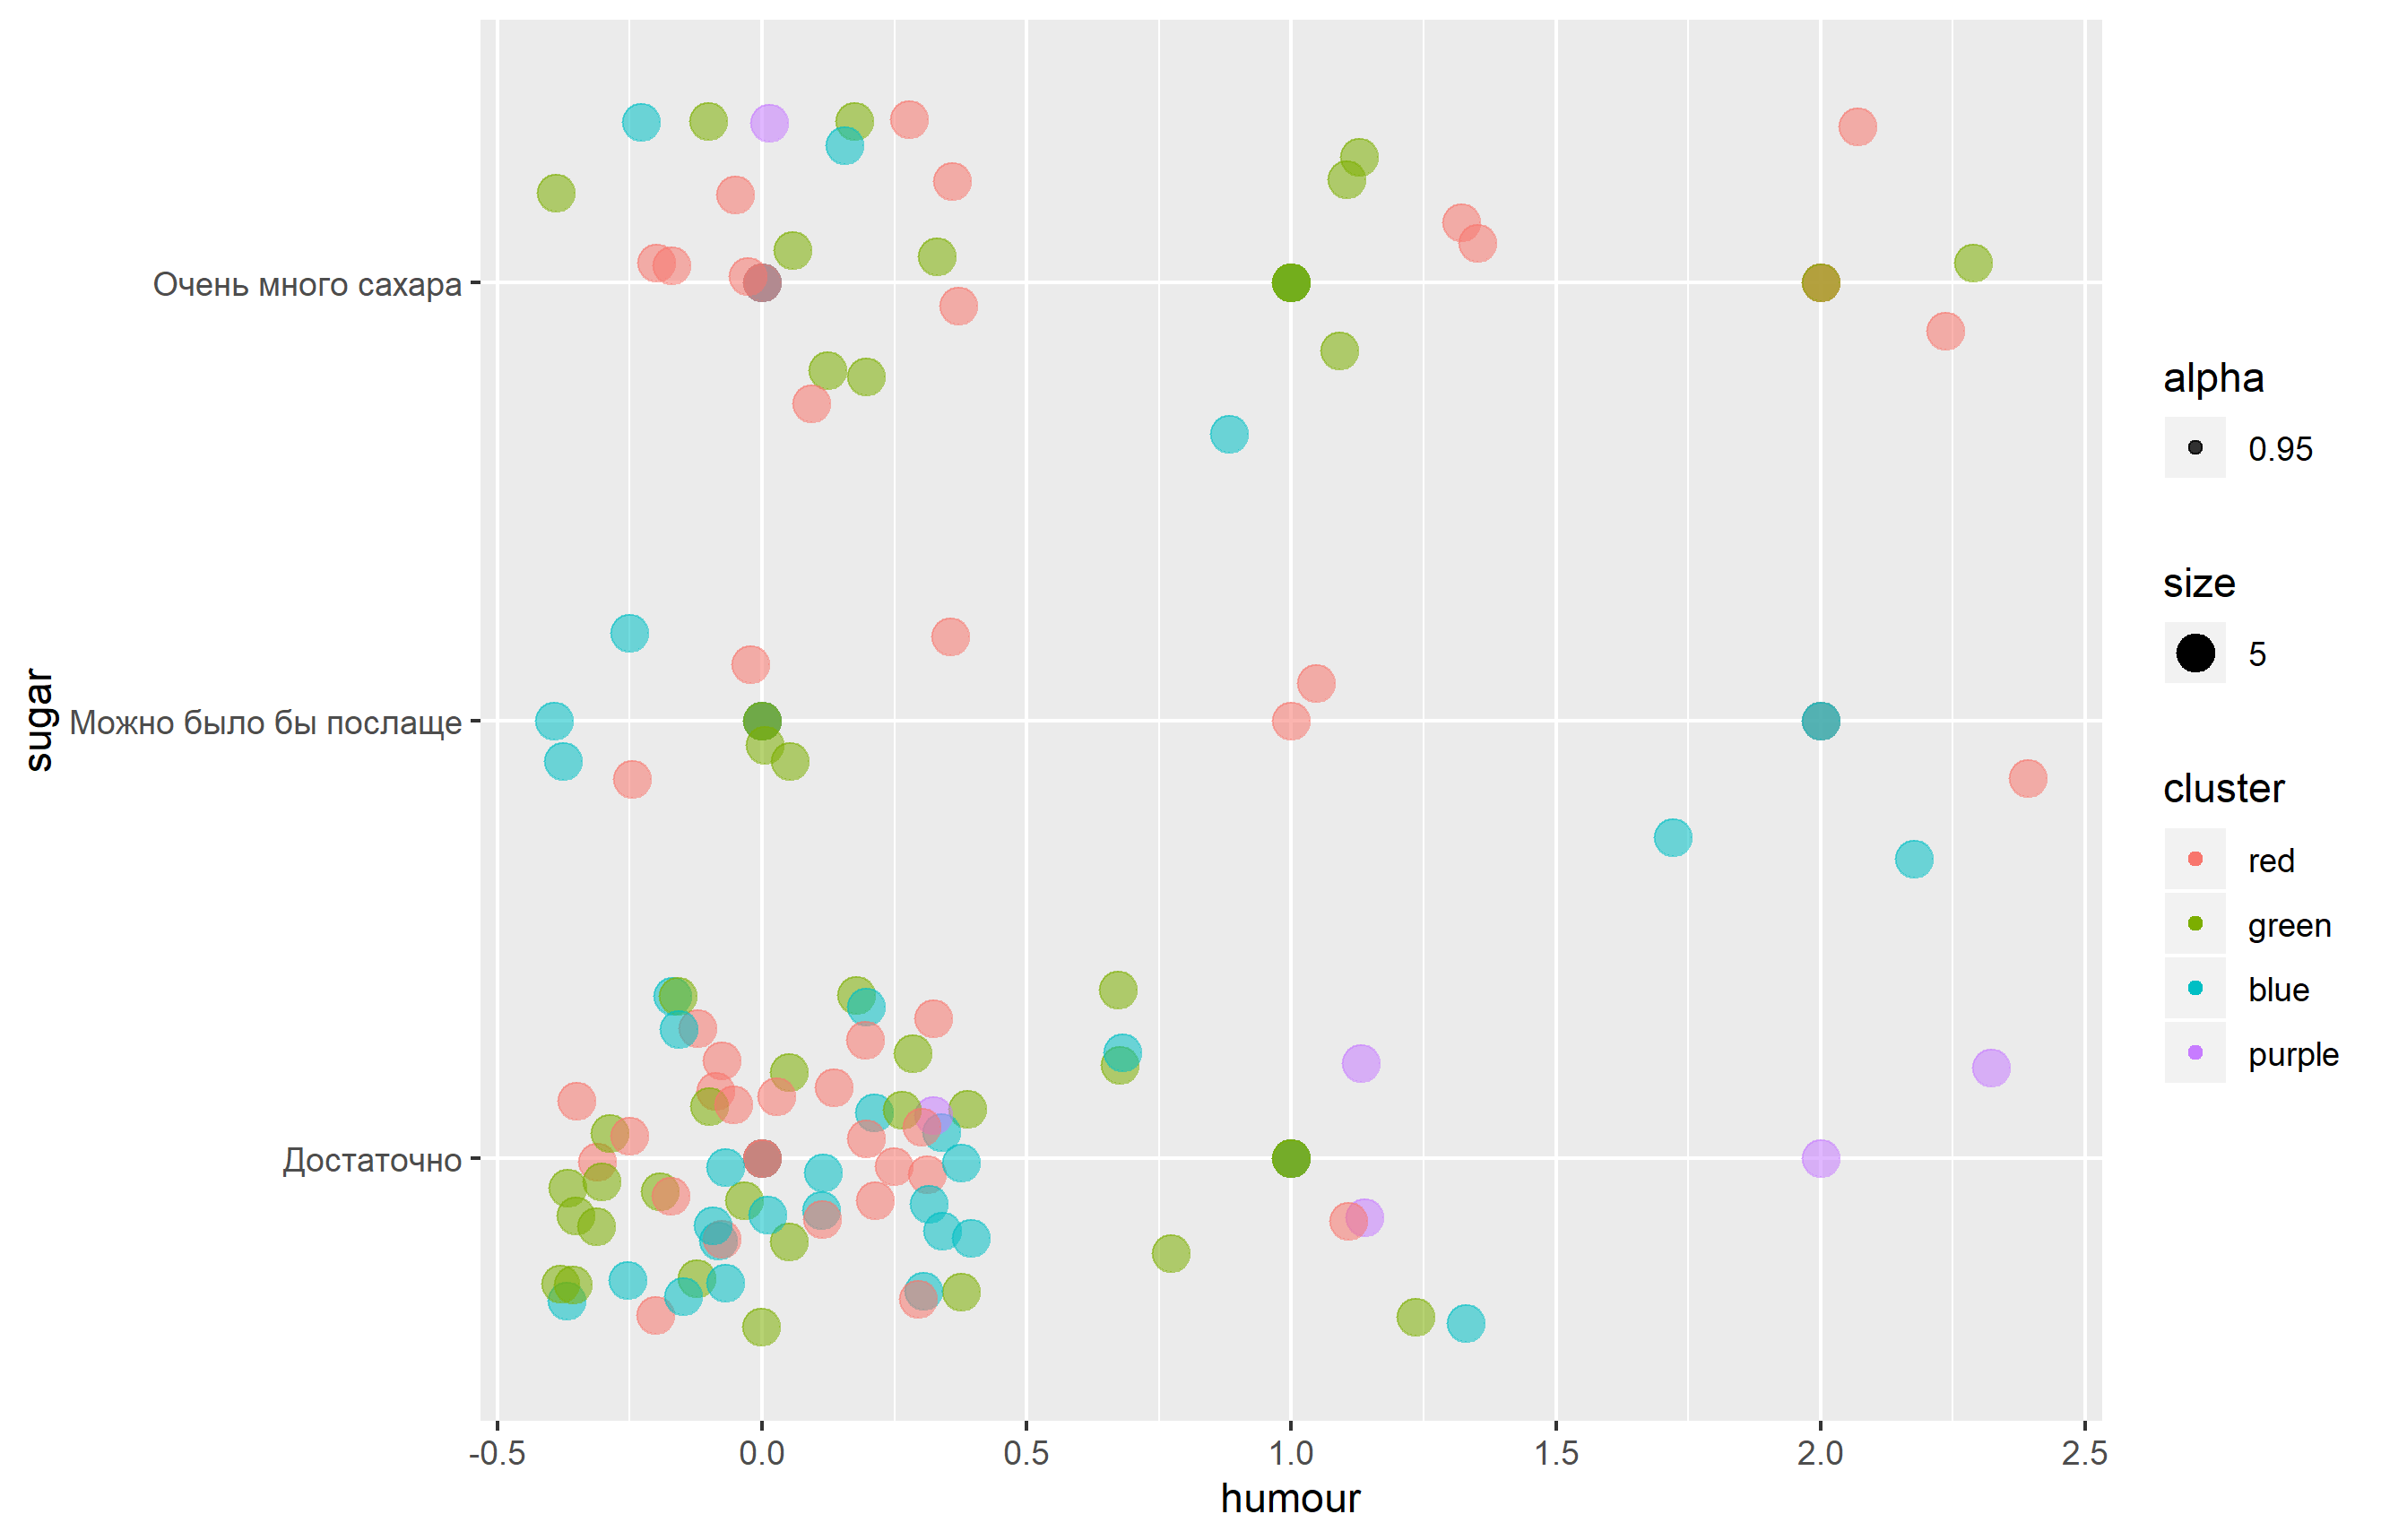 sugar
Очень много сахара
Можно было бы послаще
Достаточно
-0.5 0.0 0.5 1.0 1.5 2.0 2.5
humour
alpha
0.95
size
5
cluster
red
green
blue
purple